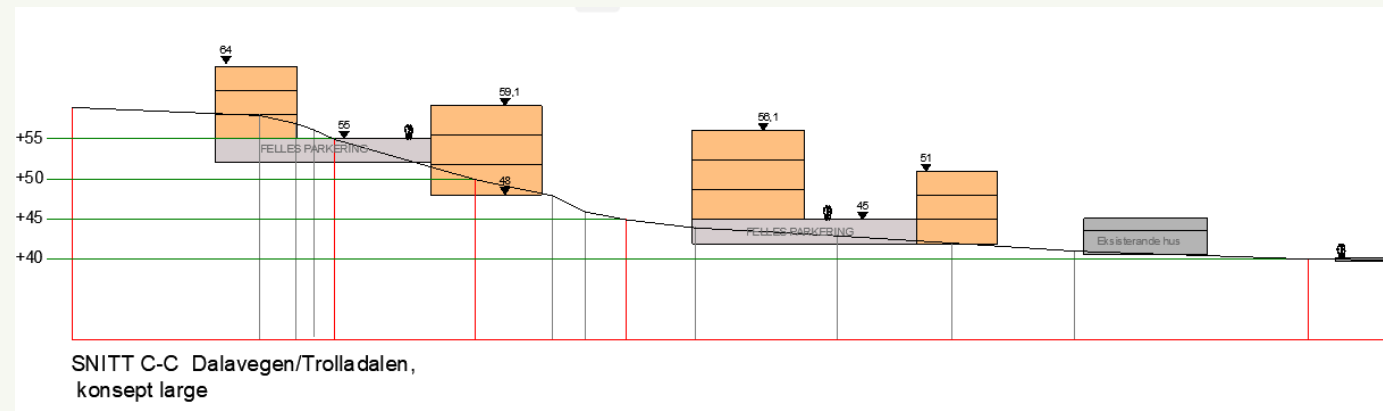 64
59,1
56,1
+55
55
FELLES PARKERING
51
+50
48
+45
45
FELLES PARKERING
Eksisterande hus
+40
SNITT C-C Dalavegen/Trolladalen,
konsept large